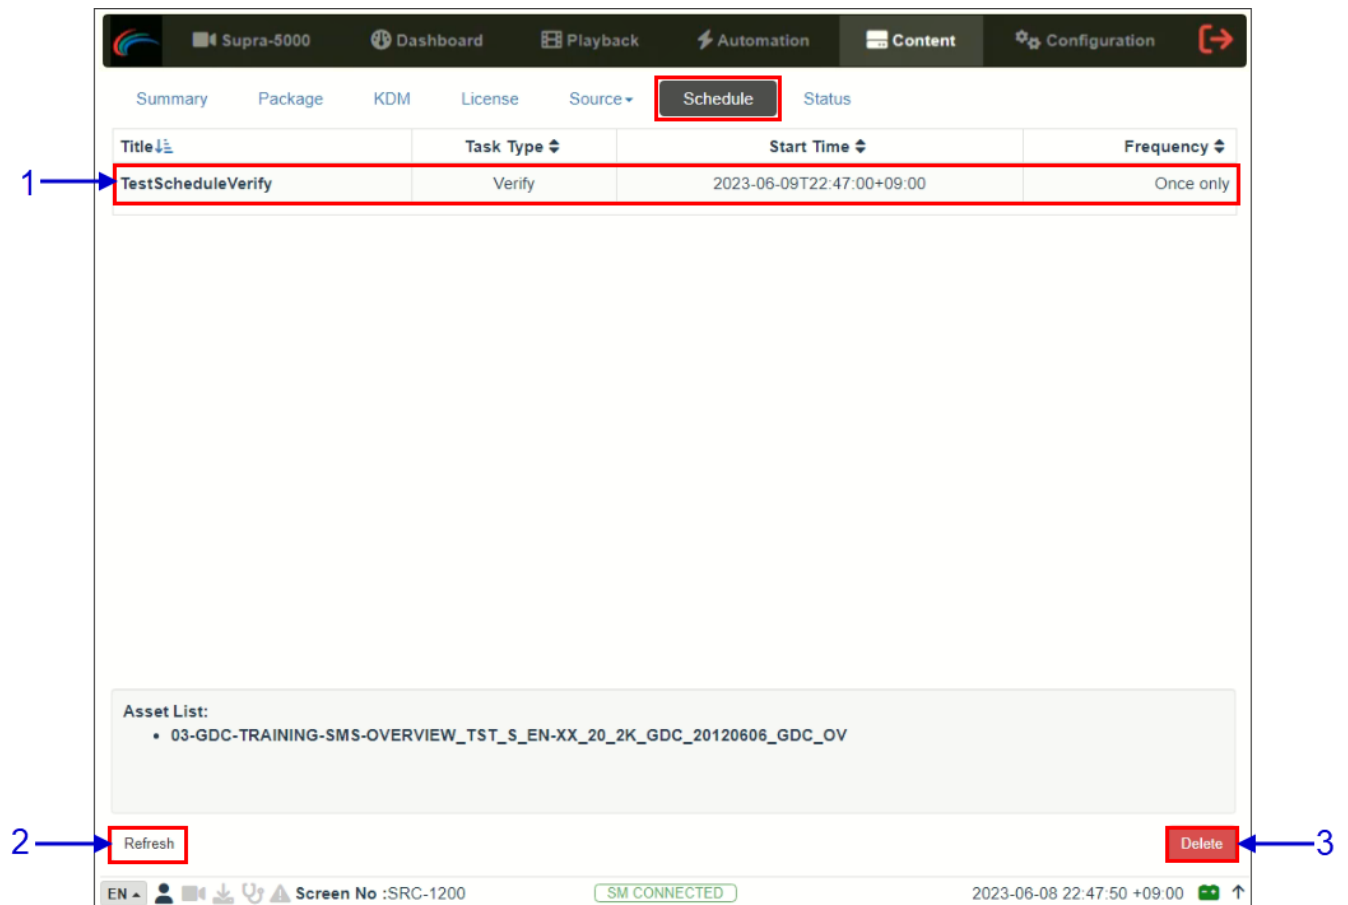 Supra-5000 Dashboard Playback Automation Content Configuration
Summary Package KDM License Source Schedule Status
Title Task Type Start Time Frequency
1
TestScheduleVerify Verify 2023-06-09T22:47:00+09:00 Once only
Asset List:
• 03-GDC-TRAINING-SMS-OVERVIEW_TST_S_EN-XX_20_2K_GDC_20120606_GDC_OV
2 Refresh Delete 3
EN Screen No :SRC-1200 SM CONNECTED 2023-06-08 22:47:50 +09:00